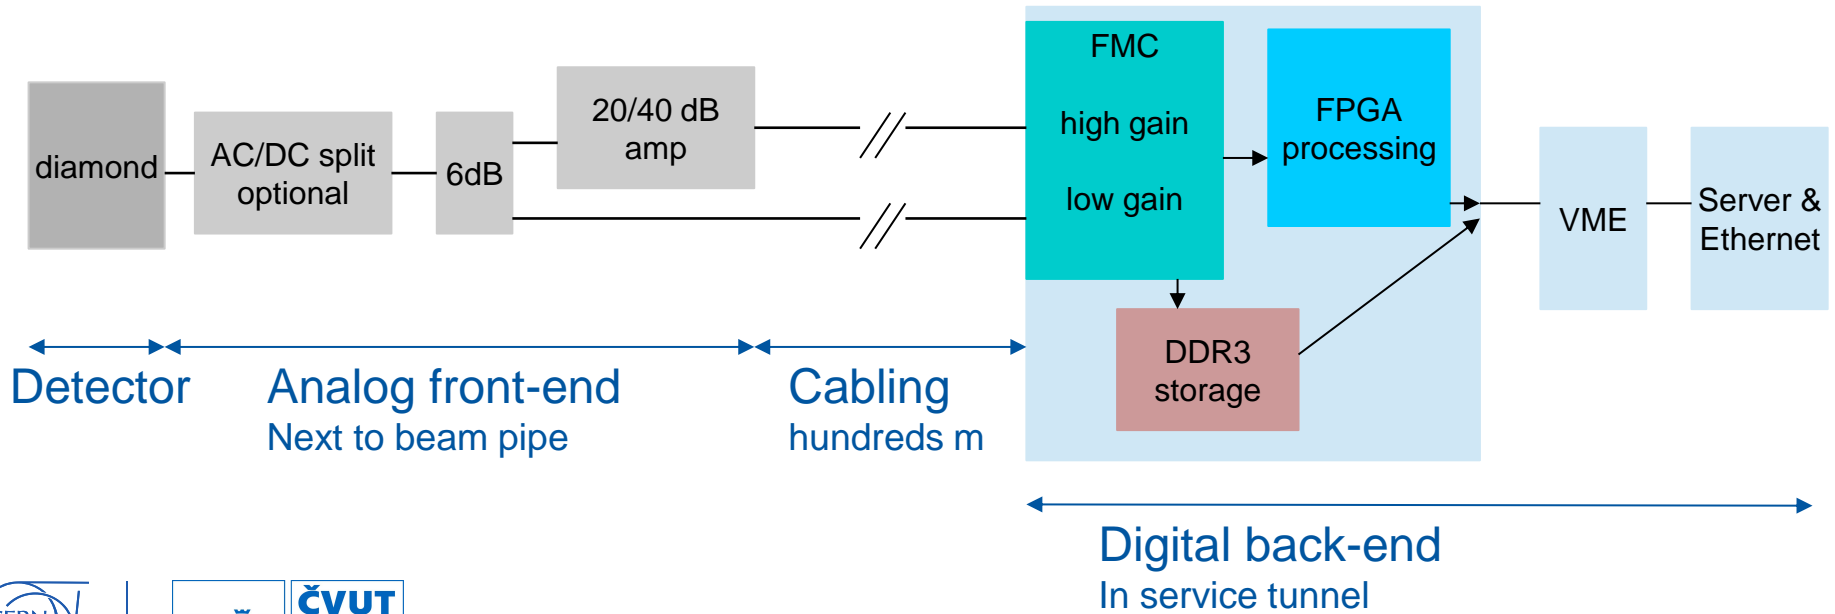 diamond
AC/DC split
optional
6dB
20/40 dB
amp
FMC
high gain
low gain
FPGA
processing
DDR3
storage
VME
Server &
Ethernet
Detector
Analog front-end
Next to beam pipe
Cabling
hundreds m
Digital back-end
In service tunnel
CERN
ČVUT